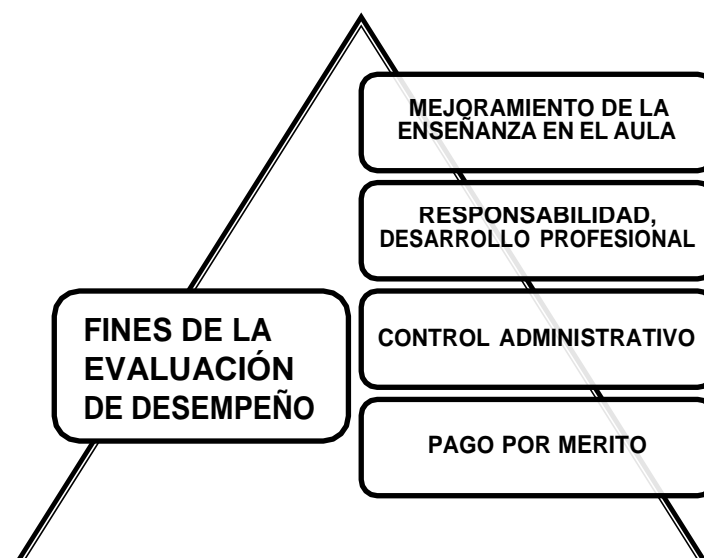 MEJORAMIENTO DE LA
ENSEÑANZA EN EL AULA
RESPONSABILIDAD,
DESARROLLO PROFESIONAL
FINES DE LA
EVALUACIÓN
DE DESEMPEÑO
CONTROL ADMINISTRATIVO
PAGO POR MERITO